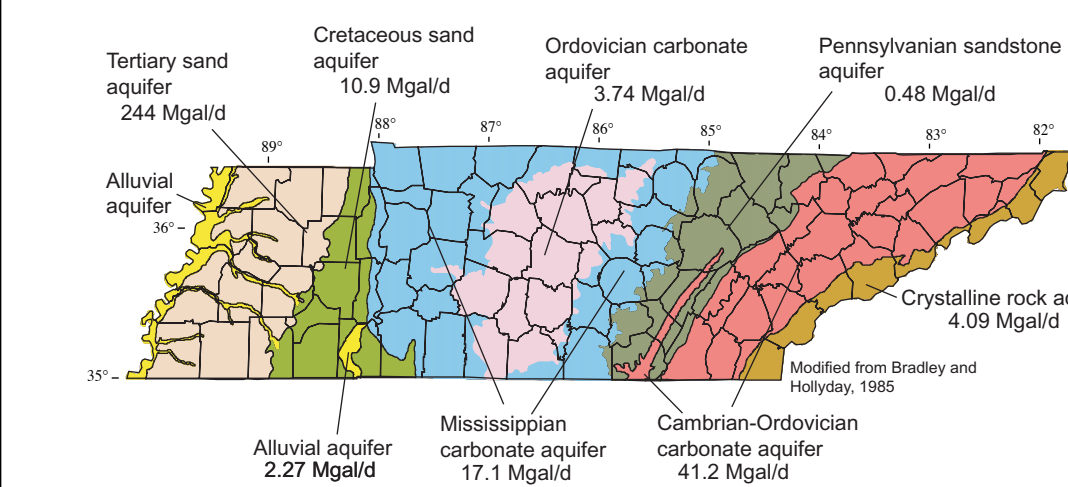 Tertiary sand
aquifer
244 Mgal/d
Cretaceous sand
aquifer
10.9 Mgal/d
Ordovician carbonate
aquifer
3.74 Mgal/d
Pennsylvanian sandstone
aquifer
0.48 Mgal/d
89°
88°
87°
86°
85°
84°
83°
82°
Alluvial
aquifer
36°
35°
Crystalline rock
4.09 Mgal/d
Modified from Bradley and
Hollyday, 1985
Alluvial aquifer
2.27 Mgal/d
Mississippian
carbonate aquifer
17.1 Mgal/d
Cambrian-Ordovician
carbonate aquifer
41.2 Mgal/d